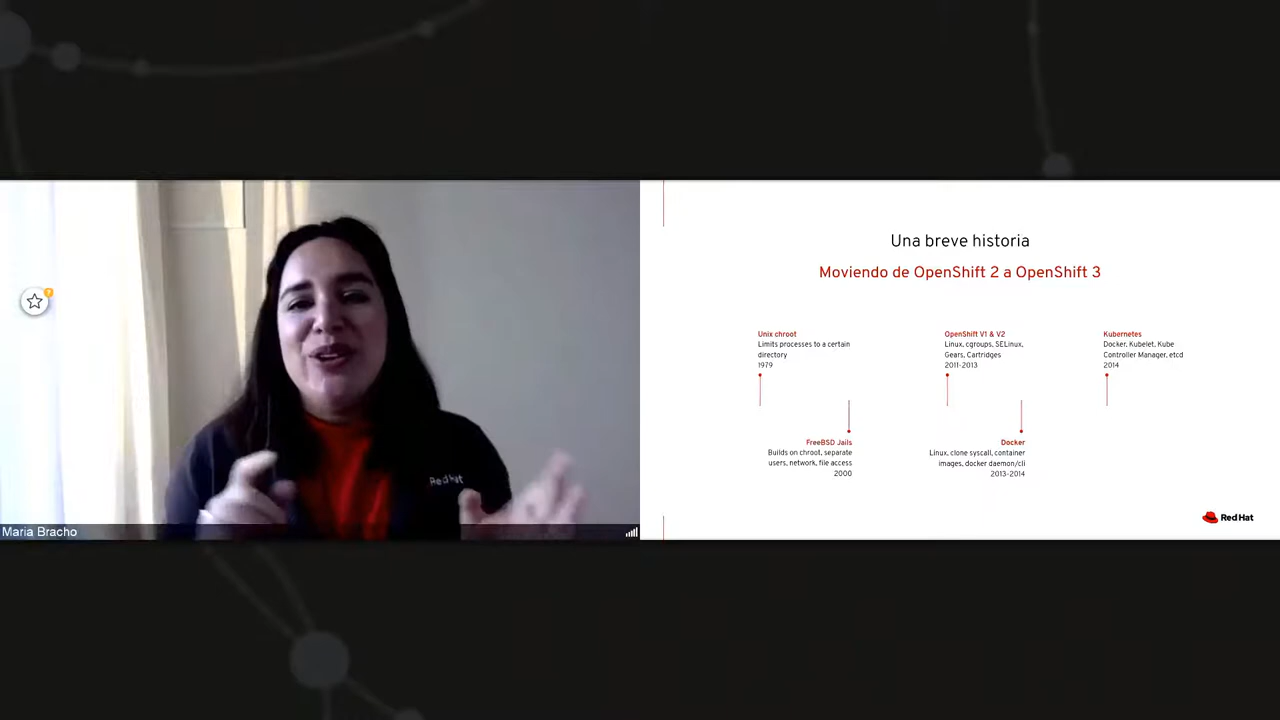 Una breve historia
Moviendo de OpenShift 2 a OpenShift 3
Unix chroot
Limits processes to a certain
directory
1979
OpenShift V1 & V2
Linux, cgroups, SELinux,
Gears, Cartridges
2011-2013
Kubernetes
Docker, Kubelet, Kube
Controller Manager, etcd
2014
FreeBSD Jails
Builds on chroot, separate
users, network, file access
2000
Docker
Linux, clone syscall, container
images, docker daemon/cli
2013-2014
Red Hat
Red Hat
Maria Bracho